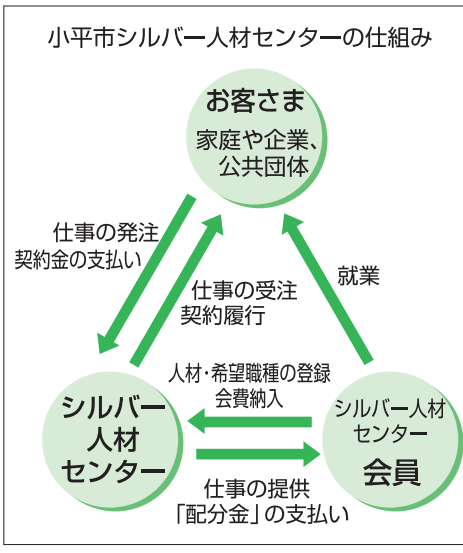 小平市シルバー人材センターの仕組み
お客さま
家庭や企業、
公共団体
仕事の発注
契約金の支払い
仕事の受注
契約履行
就業
人材・希望職種の登録
会費納入
シルバー
人材
センター
シルバー人材
センター
会員
仕事の提供
「配分金」の支払い